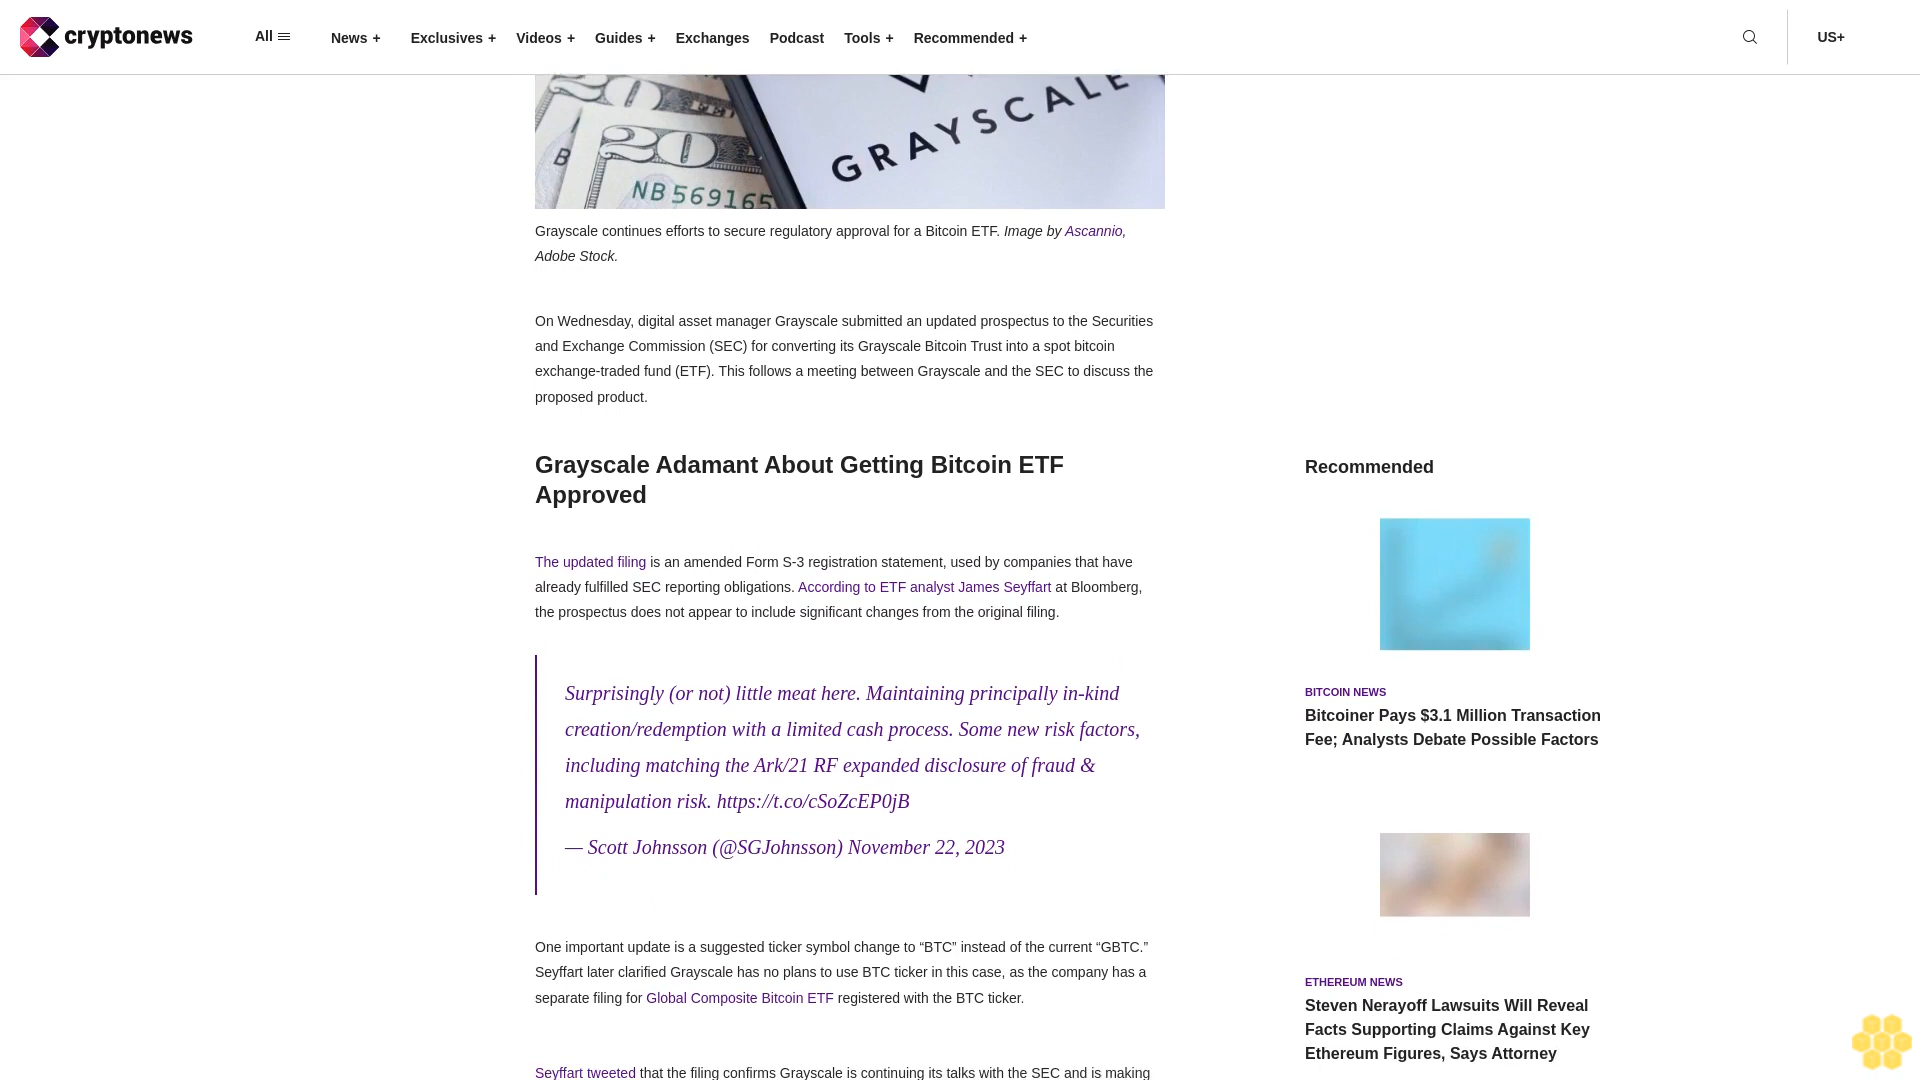 cryptonews
All
News +
Exclusives +
Videos +
Guides +
Exchanges
Podcast
Tools +
Recommended +
US+
20
20
B
NB569165
GRAYSCALE
Grayscale continues efforts to secure regulatory approval for a Bitcoin ETF. Image by Ascannio,
Adobe Stock.
On Wednesday, digital asset manager Grayscale submitted an updated prospectus to the Securities
and Exchange Commission (SEC) for converting its Grayscale Bitcoin Trust into a spot bitcoin
exchange-traded fund (ETF). This follows a meeting between Grayscale and the SEC to discuss the
proposed product.
Grayscale Adamant About Getting Bitcoin ETF
Approved
The updated filing is an amended Form S-3 registration statement, used by companies that have
already fulfilled SEC reporting obligations. According to ETF analyst James Seyffart at Bloomberg,
the prospectus does not appear to include significant changes from the original filing.
Surprisingly (or not) little meat here. Maintaining principally in-kind
creation/redemption with a limited cash process. Some new risk factors,
including matching the Ark/21 RF expanded disclosure of fraud &
manipulation risk. https://t.co/cSoZcEP0jB
— Scott Johnsson (@SGJohnsson) November 22, 2023
One important update is a suggested ticker symbol change to “BTC” instead of the current “GBTC.”
Seyffart later clarified Grayscale has no plans to use BTC ticker in this case, as the company has a
separate filing for Global Composite Bitcoin ETF registered with the BTC ticker.
Seyffart tweeted that the filing confirms Grayscale is continuing its talks with the SEC and is making
Recommended
BITCOIN NEWS
Bitcoiner Pays $3.1 Million Transaction
Fee; Analysts Debate Possible Factors
ETHEREUM NEWS
Steven Nerayoff Lawsuits Will Reveal
Facts Supporting Claims Against Key
Ethereum Figures, Says Attorney